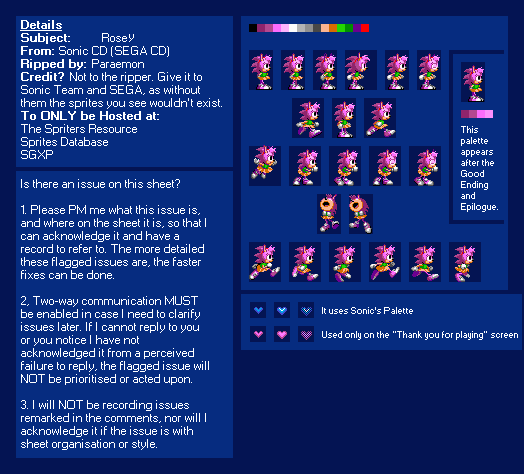 Details
Subject: Rosey
From: Sonic CD (SEGA CD)
Ripped by: Paraemon
Credit? Not to the ripper. Give it to
Sonic Team and SEGA, as without
them the sprites you see wouldn't exist.
To ONLY be Hosted at:
The Spriters Resource
Sprites Database
SGXP
Is there an issue on this sheet?
1. Please PM me what this issue is,
and where on the sheet it is, so that I
can acknowledge it and have a
record to refer to. The more detailed
these flagged issues are, the faster
fixes can be done.
2, Two-way communication MUST
be enabled in case I need to clarify
issues later. If I cannot reply to you
or you notice I have not
acknowledged it from a perceived
failure to reply, the flagged issue will
NOT be prioritised or acted upon.
3. I will NOT be recording issues
remarked in the comments, nor will I
acknowledge it if the issue is with
sheet organisation or style.
This
palette
appears
after the
Good
Ending
and
Epilogue.
It uses Sonic's Palette
Used only on the "Thank you for playing" screen